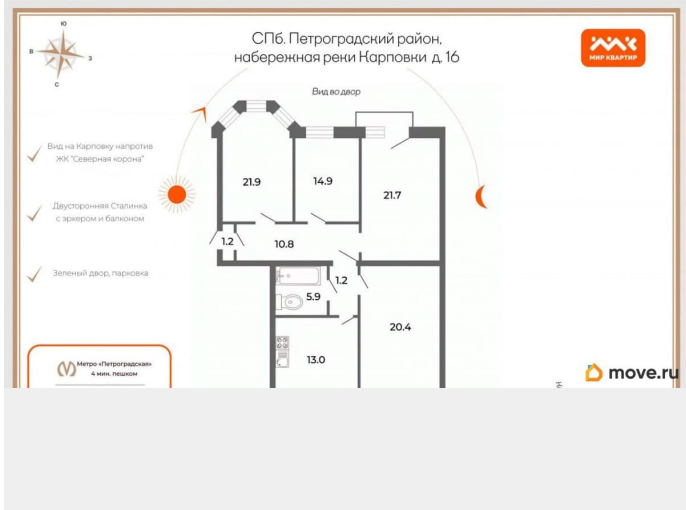 Ю
В
З
С
СПб. Петроградский район,
набережная реки Карповки д. 16
МИР КВАРТИР
Вид во двор
Вид на Карповку напротив
ЖК "Северная корона"
Двусторонняя Сталинка
с эркером и балконом
Зеленый двор, парковка
21.9
14.9
21.7
1.2
10.8
1.2
5.9
20.4
13.0
Метро «Петроградская»
4 мин. пешком
move.ru